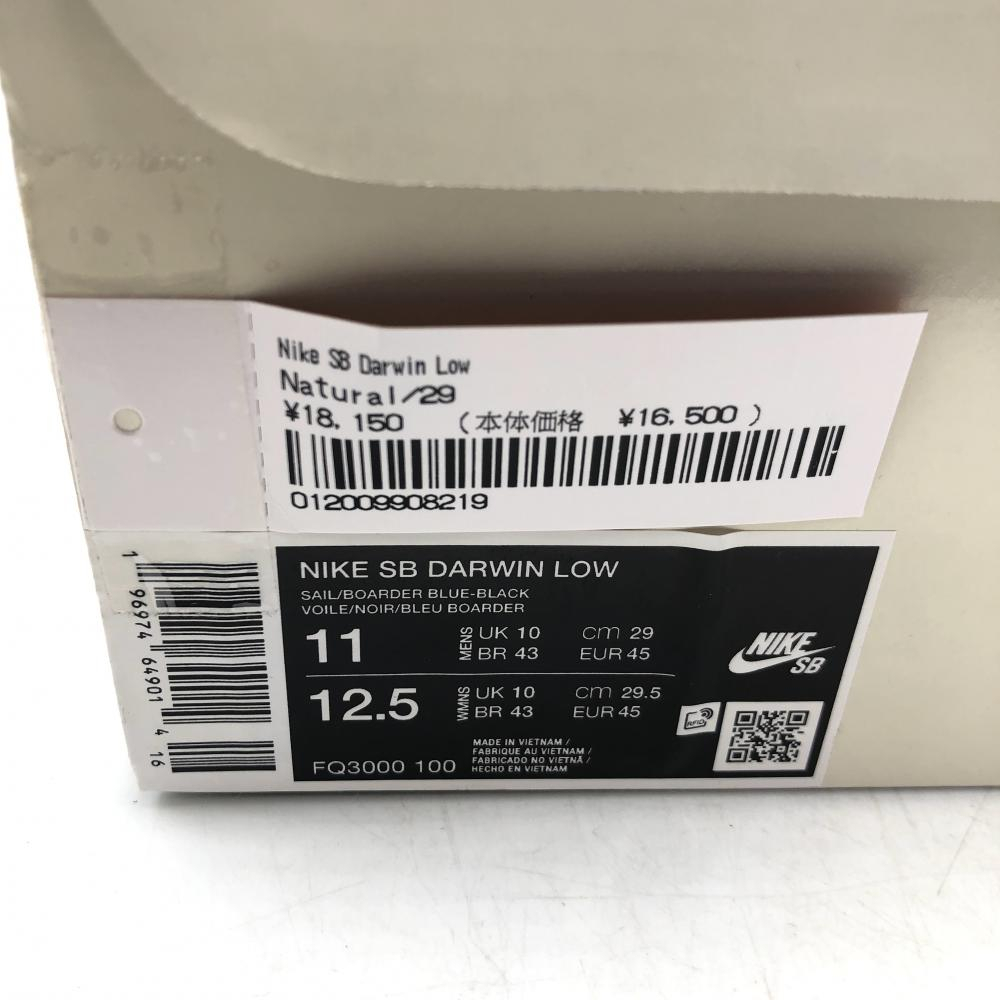 Nike SB Darwin Low
Natural/29
¥18,150 (本体価格 ¥16,500)
012009908219
1 96974 64901 4 16
NIKE SB DARWIN LOW
SAIL/BOARDER BLUE-BLACK
VOILE/NOIR/BLEU BOARDER
11 MENS UK 10 cm 29
BR 43 EUR 45
12.5 WMNS UK 10 cm 29.5
BR 43 EUR 45
NIKE
SB
RFID
FQ3000 100
MADE IN VIETNAM /
FABRIQUE AU VIETNAM /
FABRICADO NO VIETNÃ /
HECHO EN VIETNAM